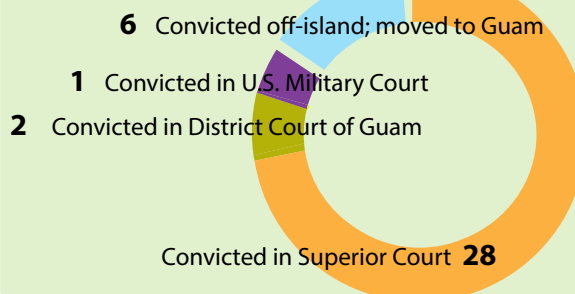 6 Convicted off-island; moved to Guam
1 Convicted in U.S. Military Court
2 Convicted in District Court of Guam
Convicted in Superior Court 28